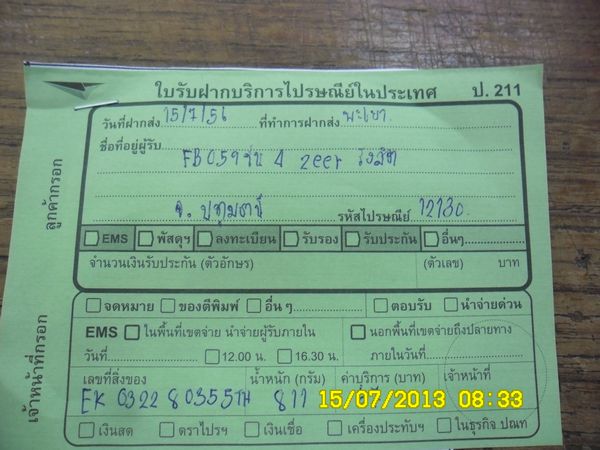 ใบรับฝากบริการไปรษณีย์ในประเทศ ป. 211
วันที่ฝากส่ง 15/7/56 ที่ทำการฝากส่ง พะเยา
ชื่อที่อยู่ผู้รับ
FB059 ชั้น 4 zeer รังสิต
จ. ปทุมธานี รหัสไปรษณีย์ 12130
EMS พัสดุฯ ลงทะเบียน รับรอง รับประกัน อื่นๆ
จำนวนเงินรับประกัน (ตัวอักษร) (ตัวเลข) บาท
ลูกค้ากรอก
จดหมาย ของตีพิมพ์ อื่น ๆ ตอบรับ นำจ่ายด่วน
EMS ในพื้นที่เขตจ่าย นำจ่ายผู้รับภายใน นอกพื้นที่เขตจ่ายถึงปลายทาง
วันที่ 12.00 น. 16.30 น. ภายในวันที่
เลขที่สิ่งของ น้ำหนัก (กรัม) ค่าบริการ (บาท) เจ้าหน้าที่
EK 0322 80355TH 811
เงินสด ตราไปรฯ เงินเชื่อ เครื่องประทับฯ ในธุรกิจ ปณท
เจ้าหน้าที่กรอก
15/07/2013 08:33